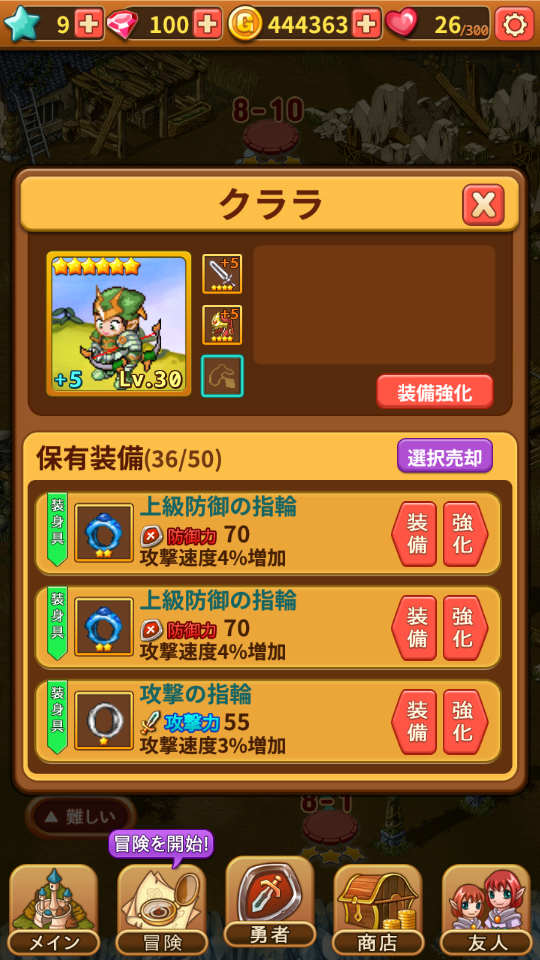 9
100
G
444363
26/300
8-10
クララ
+5
+5
+5
Lv.30
装備強化
保有装備(36/50)
選択売却
装身具
上級防御の指輪
防御力 70
攻撃速度4%増加
装備
強化
装身具
上級防御の指輪
防御力 70
攻撃速度4%増加
装備
強化
装身具
攻撃の指輪
攻撃力 55
攻撃速度3%増加
装備
強化
難しい
8-1
冒険を開始!
メイン
冒険
勇者
商店
友人